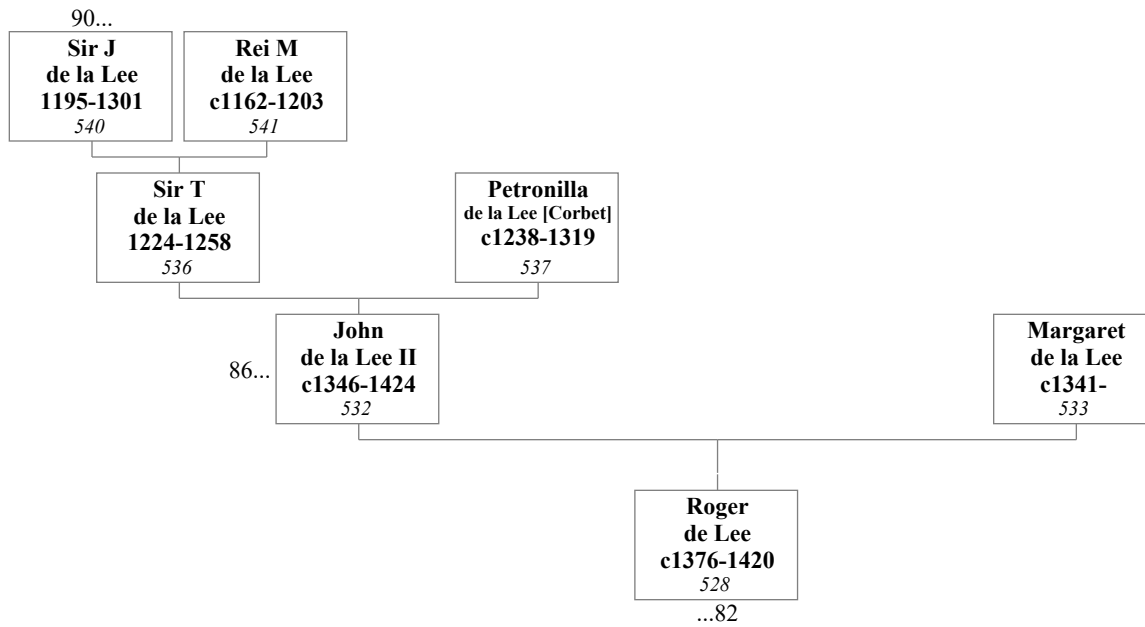 90...
Sir J
de la Lee
1195-1301
540
Rei M
de la Lee
c1162-1203
541
Sir T
de la Lee
1224-1258
536
Petronilla
de la Lee [Corbet]
c1238-1319
537
86...
John
de la Lee II
c1346-1424
532
Margaret
de la Lee
c1341-
533
Roger
de Lee
c1376-1420
528
...82